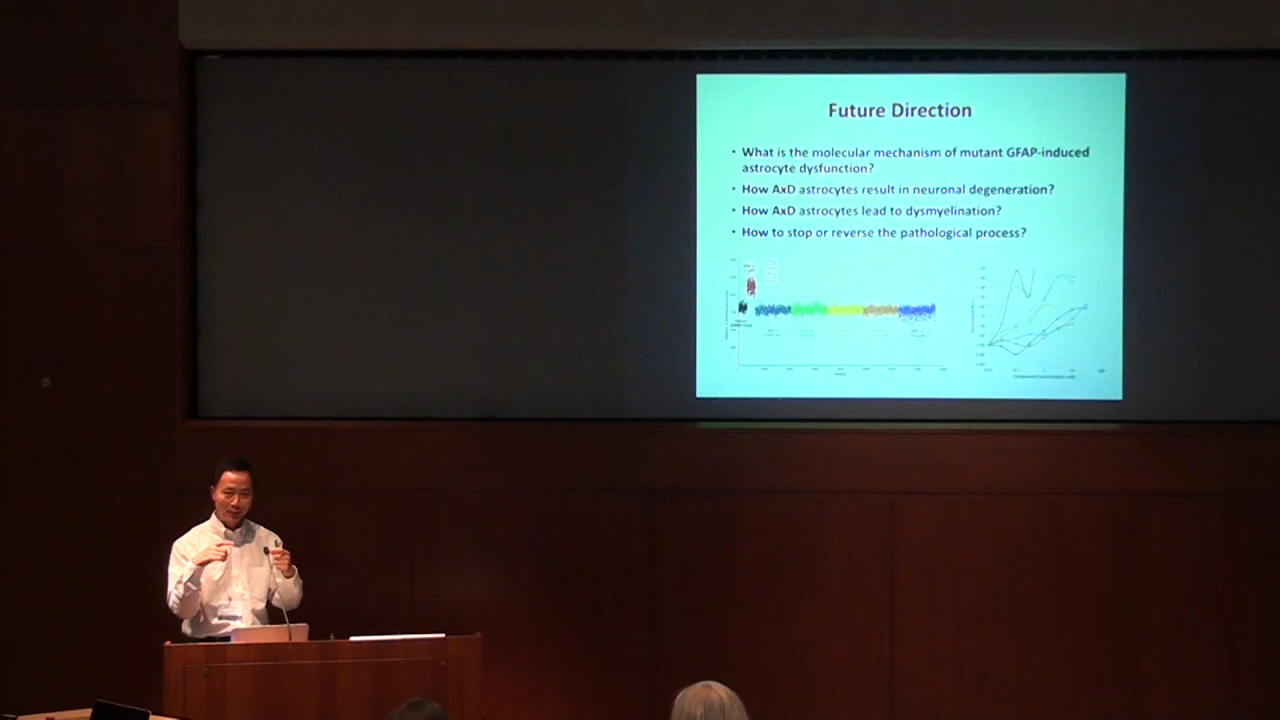 Future Direction
• What is the molecular mechanism of mutant GFAP-induced
astrocyte dysfunction?
• How AxD astrocytes result in neuronal degeneration?
• How AxD astrocytes lead to dysmyelination?
• How to stop or reverse the pathological process?